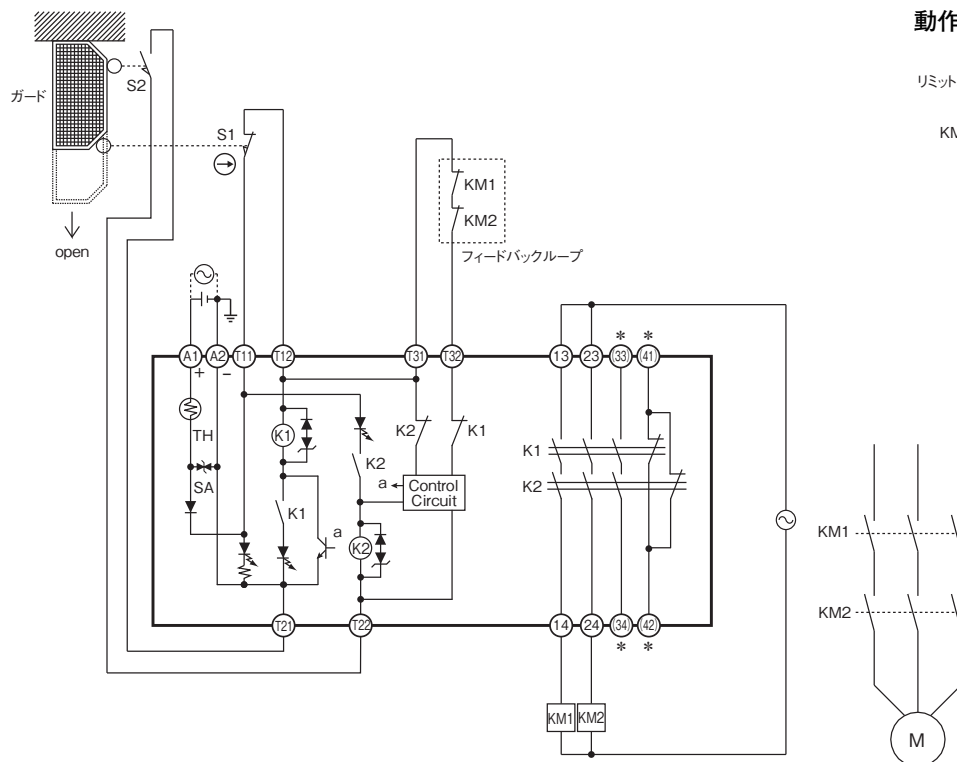 動作
リミット
KM
ガード
S2
S1
open
KM1
KM2
フィードバックループ
A1
A2
T11
T12
T31
T32
13
23
(33)
(41)
*
*
+
−
TH
SA
K1
K1
a
K2
K2
K2
K1
a
Control
Circuit
K1
K2
T21
T22
14
24
(34)
(42)
*
*
KM1
KM2
KM1
KM2
M